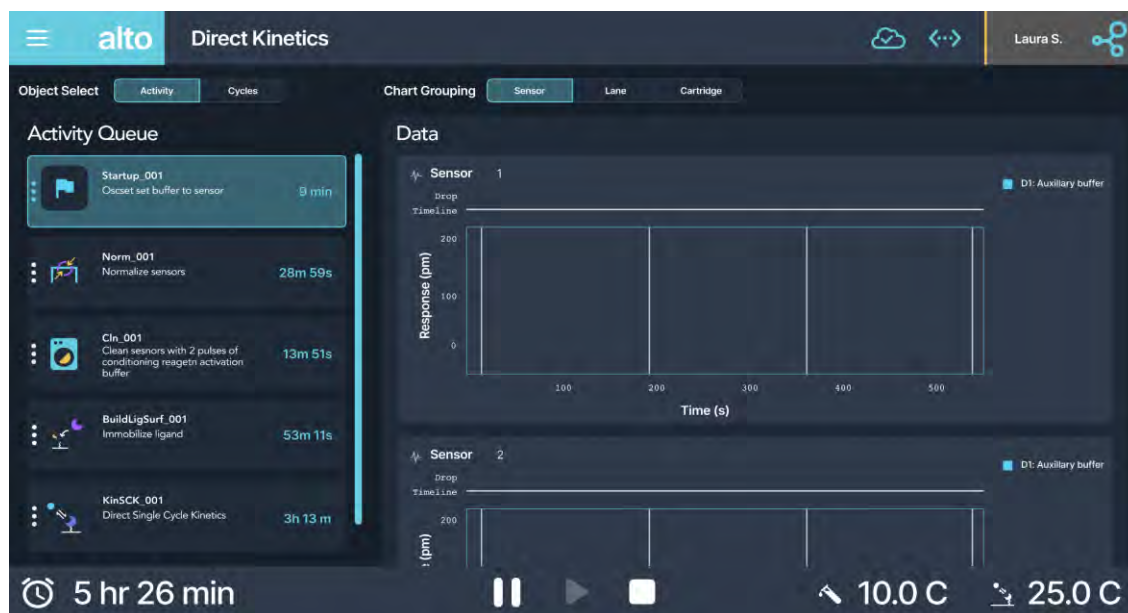 alto
Direct Kinetics
Laura S.
Object Select
Activity
Cycles
Chart Grouping
Sensor
Lane
Cartridge
Activity Queue
Startup_001
Oscset set buffer to sensor
9 min
Norm_001
Normalize sensors
28m 59s
Cln_001
Clean sesnors with 2 pulses of
conditioning reagetn activation
buffer
13m 51s
BuildLigSurf_001
Immobilize ligand
53m 11s
KinSCK_001
Direct Single Cycle Kinetics
3h 13 m
Data
Sensor 1
D1: Auxillary buffer
Drop
Timeline
200
100
0
Response (pm)
100 200 300 400 500
Time (s)
Sensor 2
D1: Auxillary buffer
Drop
Timeline
200
(pm)
5 hr 26 min
10.0 C
25.0 C